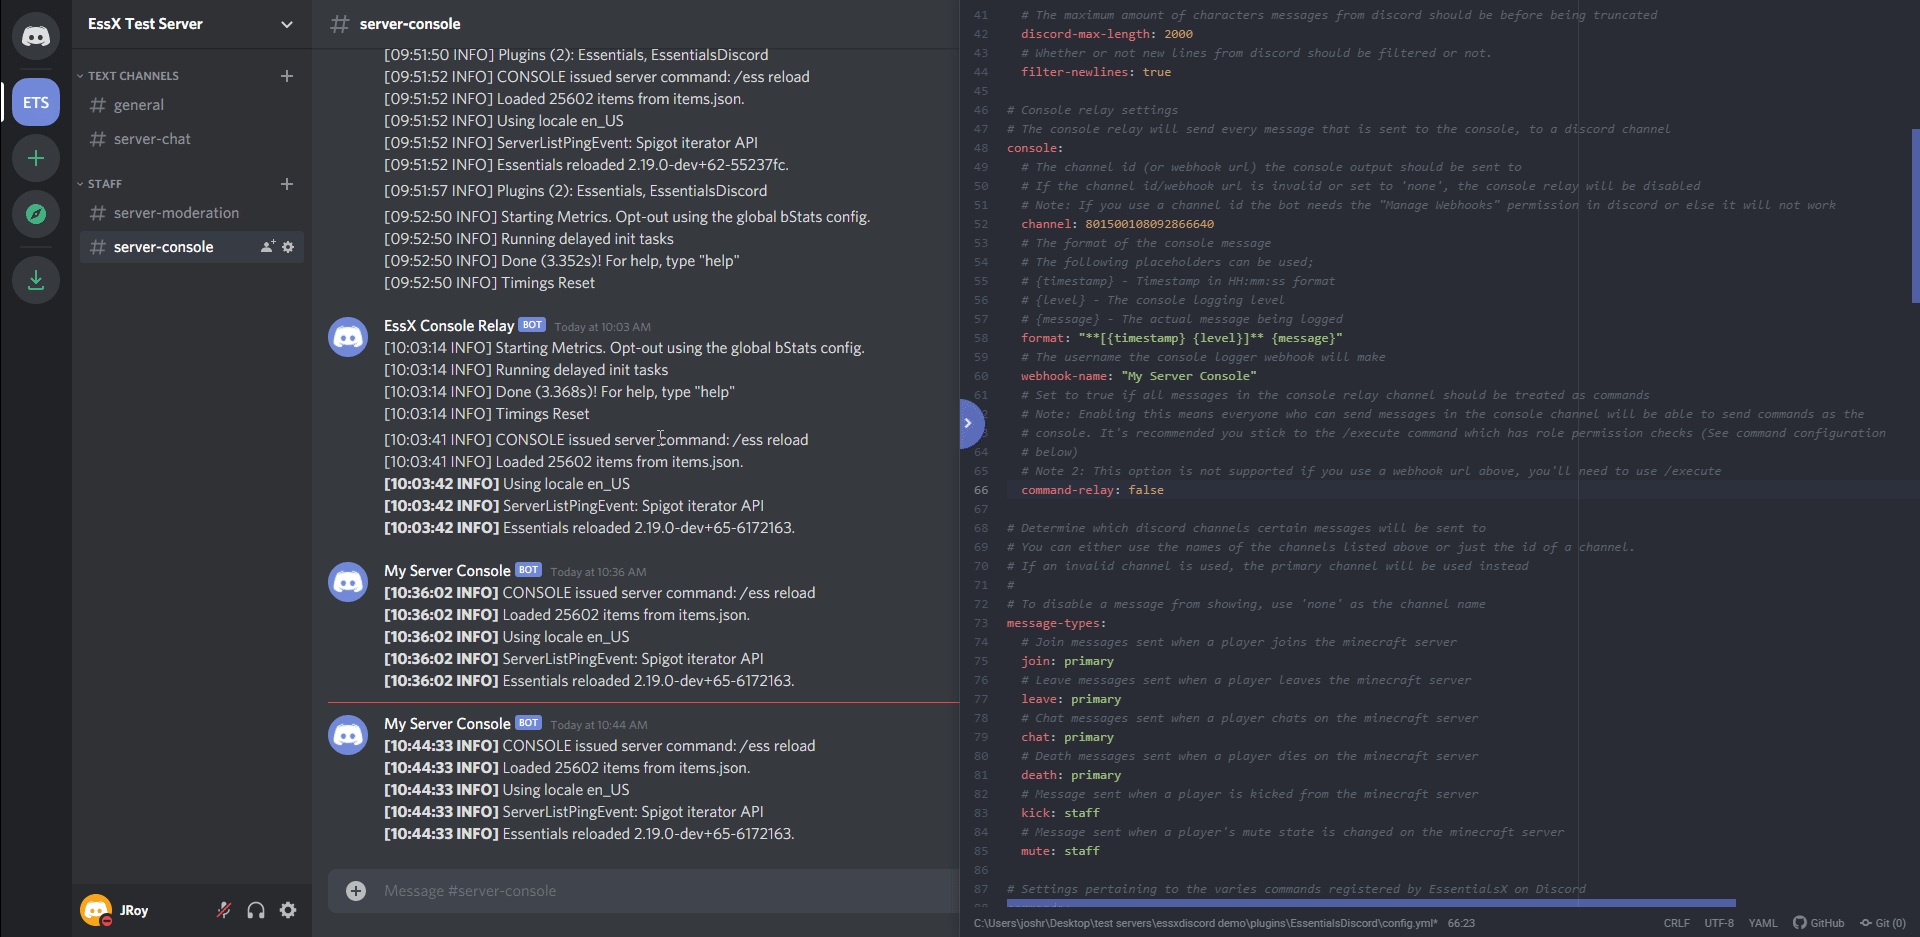 EssX Test Server
ETS
TEXT CHANNELS
general
server-chat
STAFF
server-moderation
server-console
JRoy
# server-console
[09:51:50 INFO] Plugins (2): Essentials, EssentialsDiscord
[09:51:52 INFO] CONSOLE issued server command: /ess reload
[09:51:52 INFO] Loaded 25602 items from items.json.
[09:51:52 INFO] Using locale en_US
[09:51:52 INFO] ServerListPingEvent: Spigot iterator API
[09:51:52 INFO] Essentials reloaded 2.19.0-dev+62-55237fc.
[09:51:57 INFO] Plugins (2): Essentials, EssentialsDiscord
[09:52:50 INFO] Starting Metrics. Opt-out using the global bStats config.
[09:52:50 INFO] Running delayed init tasks
[09:52:50 INFO] Done (3.352s)! For help, type "help"
[09:52:50 INFO] Timings Reset
EssX Console Relay BOT Today at 10:03 AM
[10:03:14 INFO] Starting Metrics. Opt-out using the global bStats config.
[10:03:14 INFO] Running delayed init tasks
[10:03:14 INFO] Done (3.368s)! For help, type "help"
[10:03:14 INFO] Timings Reset
[10:03:41 INFO] CONSOLE issued server command: /ess reload
[10:03:41 INFO] Loaded 25602 items from items.json.
[10:03:42 INFO] Using locale en_US
[10:03:42 INFO] ServerListPingEvent: Spigot iterator API
[10:03:42 INFO] Essentials reloaded 2.19.0-dev+65-6172163.
My Server Console BOT Today at 10:36 AM
[10:36:02 INFO] CONSOLE issued server command: /ess reload
[10:36:02 INFO] Loaded 25602 items from items.json.
[10:36:02 INFO] Using locale en_US
[10:36:02 INFO] ServerListPingEvent: Spigot iterator API
[10:36:02 INFO] Essentials reloaded 2.19.0-dev+65-6172163.
My Server Console BOT Today at 10:44 AM
[10:44:33 INFO] CONSOLE issued server command: /ess reload
[10:44:33 INFO] Loaded 25602 items from items.json.
[10:44:33 INFO] Using locale en_US
[10:44:33 INFO] ServerListPingEvent: Spigot iterator API
[10:44:33 INFO] Essentials reloaded 2.19.0-dev+65-6172163.
Message #server-console
41 # The maximum amount of characters messages from discord should be before being truncated
42 discord-max-length: 2000
43 # Whether or not new lines from discord should be filtered or not.
44 filter-newlines: true
45
46 # Console relay settings
47 # The console relay will send every message that is sent to the console, to a discord channel
48 console:
49 # The channel id (or webhook url) the console output should be sent to
50 # If the channel id/webhook url is invalid or set to 'none', the console relay will be disabled
51 # Note: If you use a channel id the bot needs the "Manage Webhooks" permission in discord or else it will not work
52 channel: 801500108092866640
53 # The format of the console message
54 # The following placeholders can be used;
55 # {timestamp} - Timestamp in HH:mm:ss format
56 # {level} - The console logging level
57 # {message} - The actual message being logged
58 format: "**[{timestamp} {level}]** {message}"
59 # The username the console logger webhook will make
60 webhook-name: "My Server Console"
61 # Set to true if all messages in the console relay channel should be treated as commands
# Note: Enabling this means everyone who can send messages in the console channel will be able to send commands as the
# console. It's recommended you stick to the /execute command which has role permission checks (See command configuration
64 # below)
65 # Note 2: This option is not supported if you use a webhook url above, you'll need to use /execute
66 command-relay: false
67
68 # Determine which discord channels certain messages will be sent to
69 # You can either use the names of the channels listed above or just the id of a channel.
70 # If an invalid channel is used, the primary channel will be used instead
71 #
72 # To disable a message from showing, use 'none' as the channel name
73 message-types:
74 # Join messages sent when a player joins the minecraft server
75 join: primary
76 # Leave messages sent when a player leaves the minecraft server
77 leave: primary
78 # Chat messages sent when a player chats on the minecraft server
79 chat: primary
80 # Death messages sent when a player dies on the minecraft server
81 death: primary
82 # Message sent when a player is kicked from the minecraft server
83 kick: staff
84 # Message sent when a player's mute state is changed on the minecraft server
85 mute: staff
86
87 # Settings pertaining to the varies commands registered by EssentialsX on Discord
C:\Users\joshr\Desktop\test servers\essxdiscord demo\plugins\EssentialsDiscord\config.yml* 66:23
CRLF UTF-8 YAML GitHub Git (0)